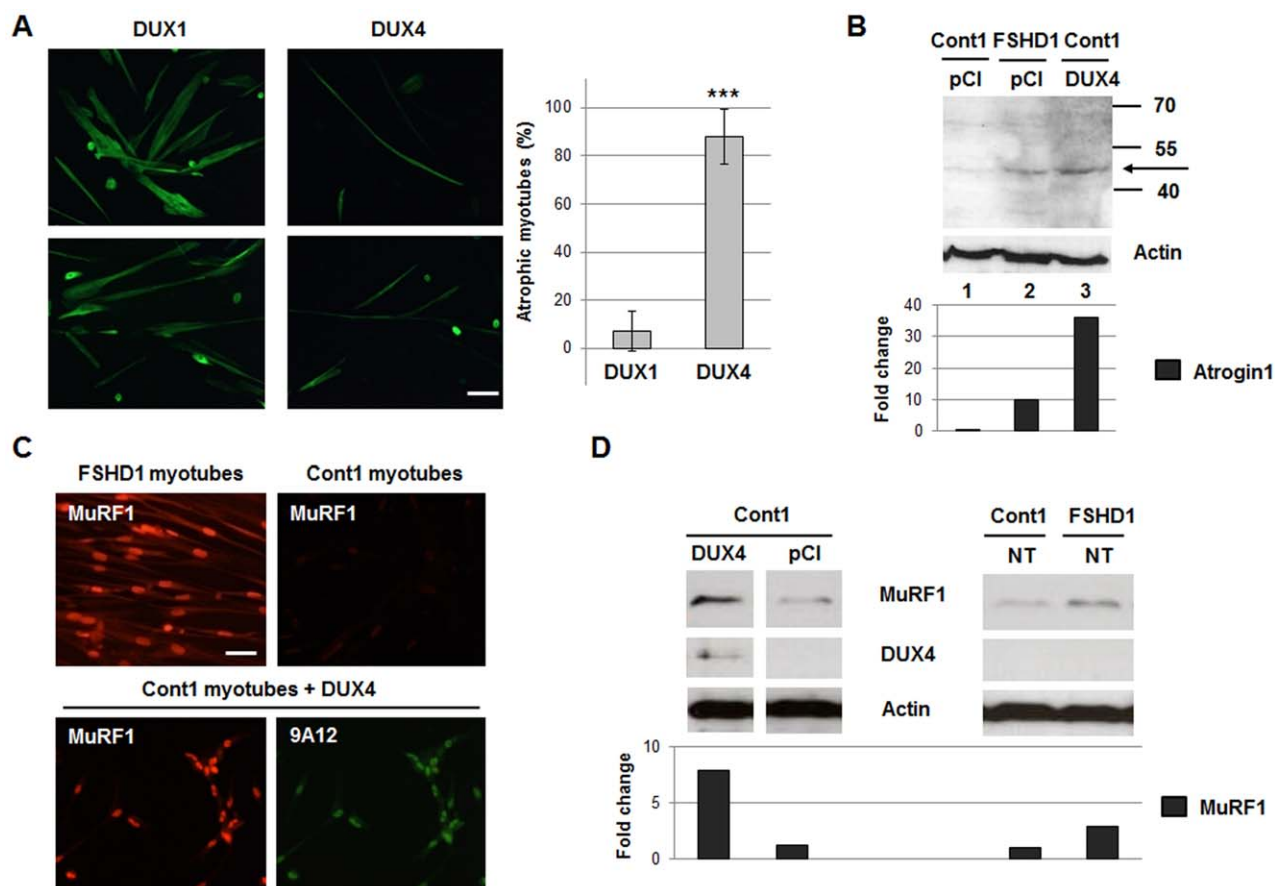 A
DUX1
DUX4
Atrophic myotubes (%)
100
80
60
40
20
0
***
DUX1
DUX4
B
Cont1 FSHD1 Cont1
pCI pCI DUX4
70
55
40
Actin
1 2 3
Fold change
40
30
20
10
0
Atrogin1
C
FSHD1 myotubes
Cont1 myotubes
MuRF1
MuRF1
Cont1 myotubes + DUX4
MuRF1
9A12
D
Cont1
DUX4 pCI
Cont1 FSHD1
NT NT
MuRF1
DUX4
Actin
Fold change
10
5
0
MuRF1